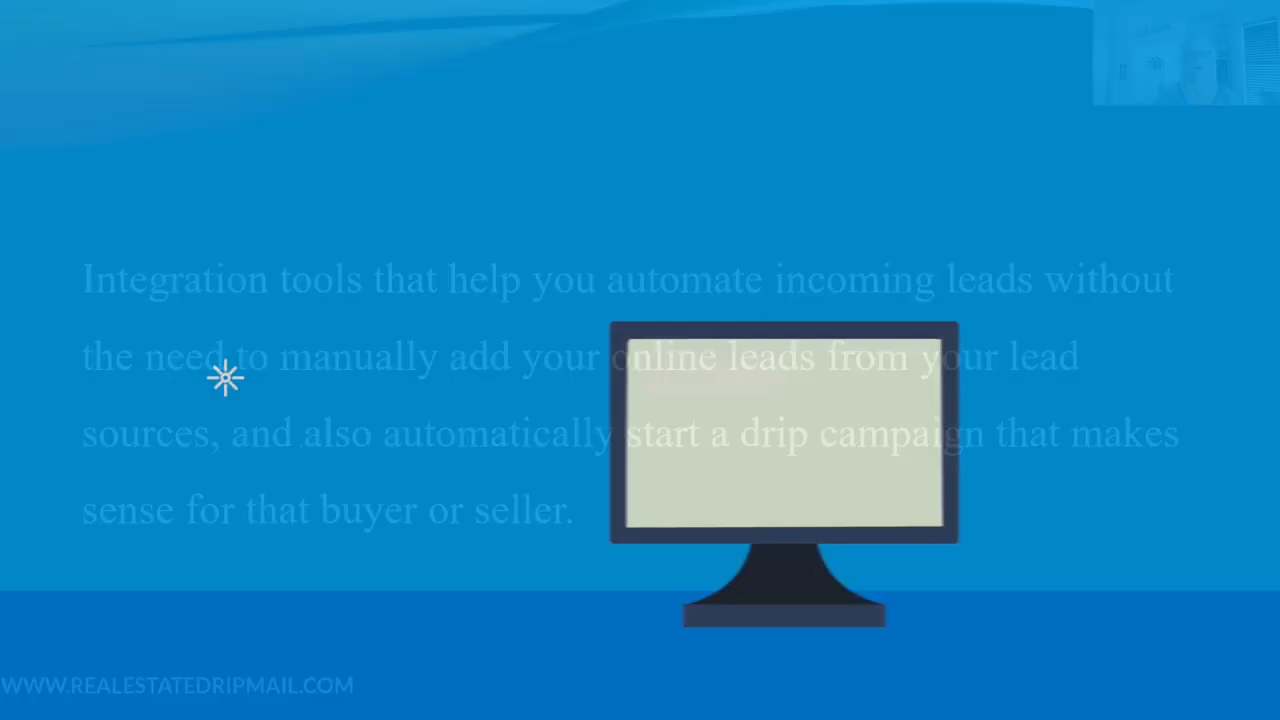 Integration tools that help you automate incoming leads without
the need to manually add your online leads from your lead
sources, and also automatically start a drip campaign that makes
sense for that buyer or seller.
WWW.REALESTATEDRIPMAIL.COM